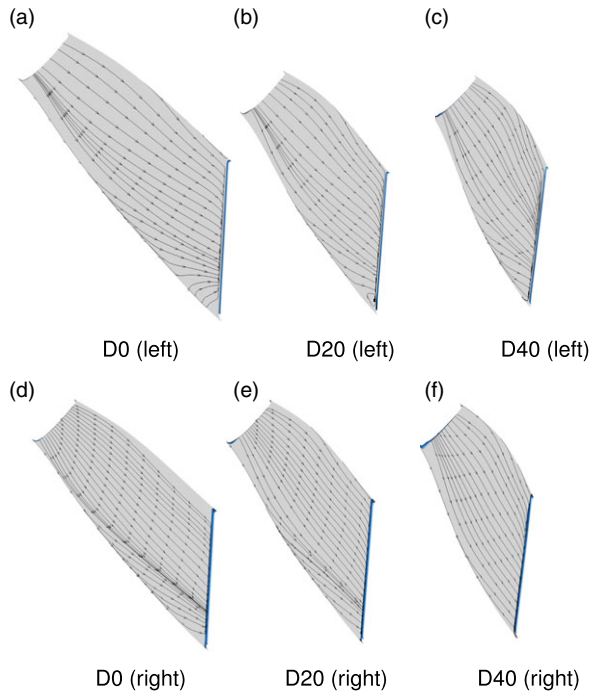 (a)
(b)
(c)
D0 (left)
D20 (left)
D40 (left)
(d)
(e)
(f)
D0 (right)
D20 (right)
D40 (right)